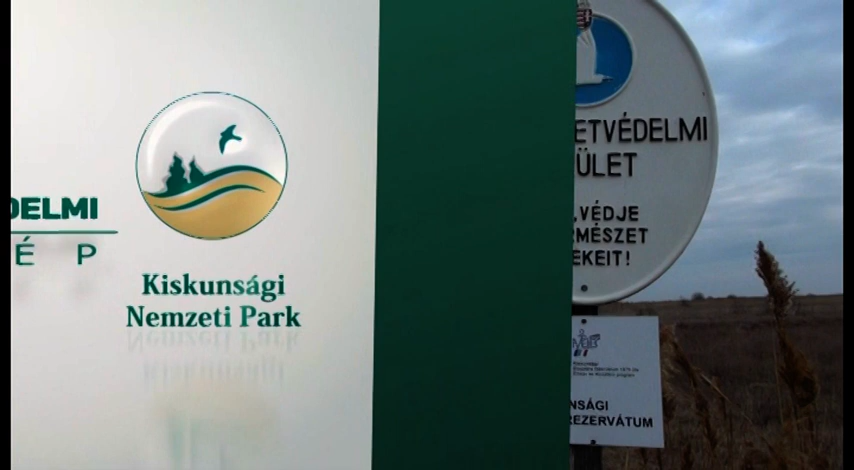 DELMI
É P
Kiskunsági
Nemzeti Park
ETVÉDELMI
ÜLET
VÉDJE
RMÉSZET
EKEIT!
NSÁGI
REZERVÁTUM